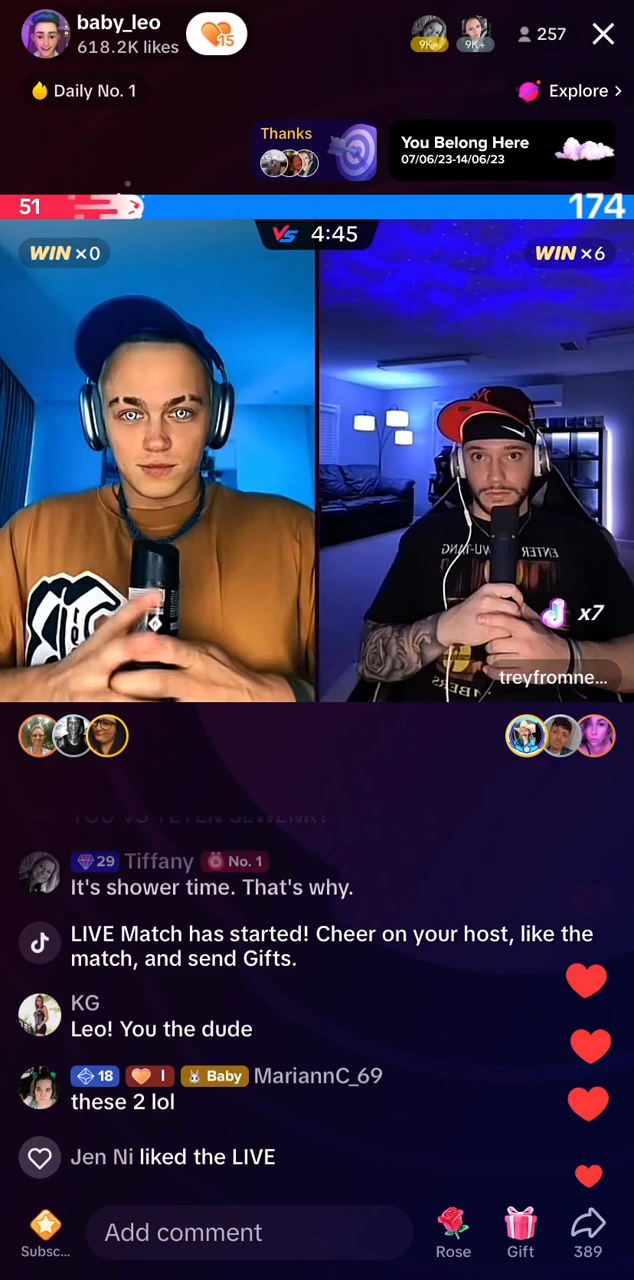 baby_leo
618.2K likes
15
9K+
9K+
257
Daily No. 1
Explore >
Thanks
You Belong Here
07/06/23-14/06/23
51
174
VS 4:45
WIN ×0
WIN ×6
ENTER
WU-TANG
x7
treyfromne...
29 Tiffany No. 1
It's shower time. That's why.
LIVE Match has started! Cheer on your host, like the
match, and send Gifts.
KG
Leo! You the dude
18 I Baby MariannC_69
these 2 lol
Jen Ni liked the LIVE
Add comment
Subsc...
Rose
Gift
389